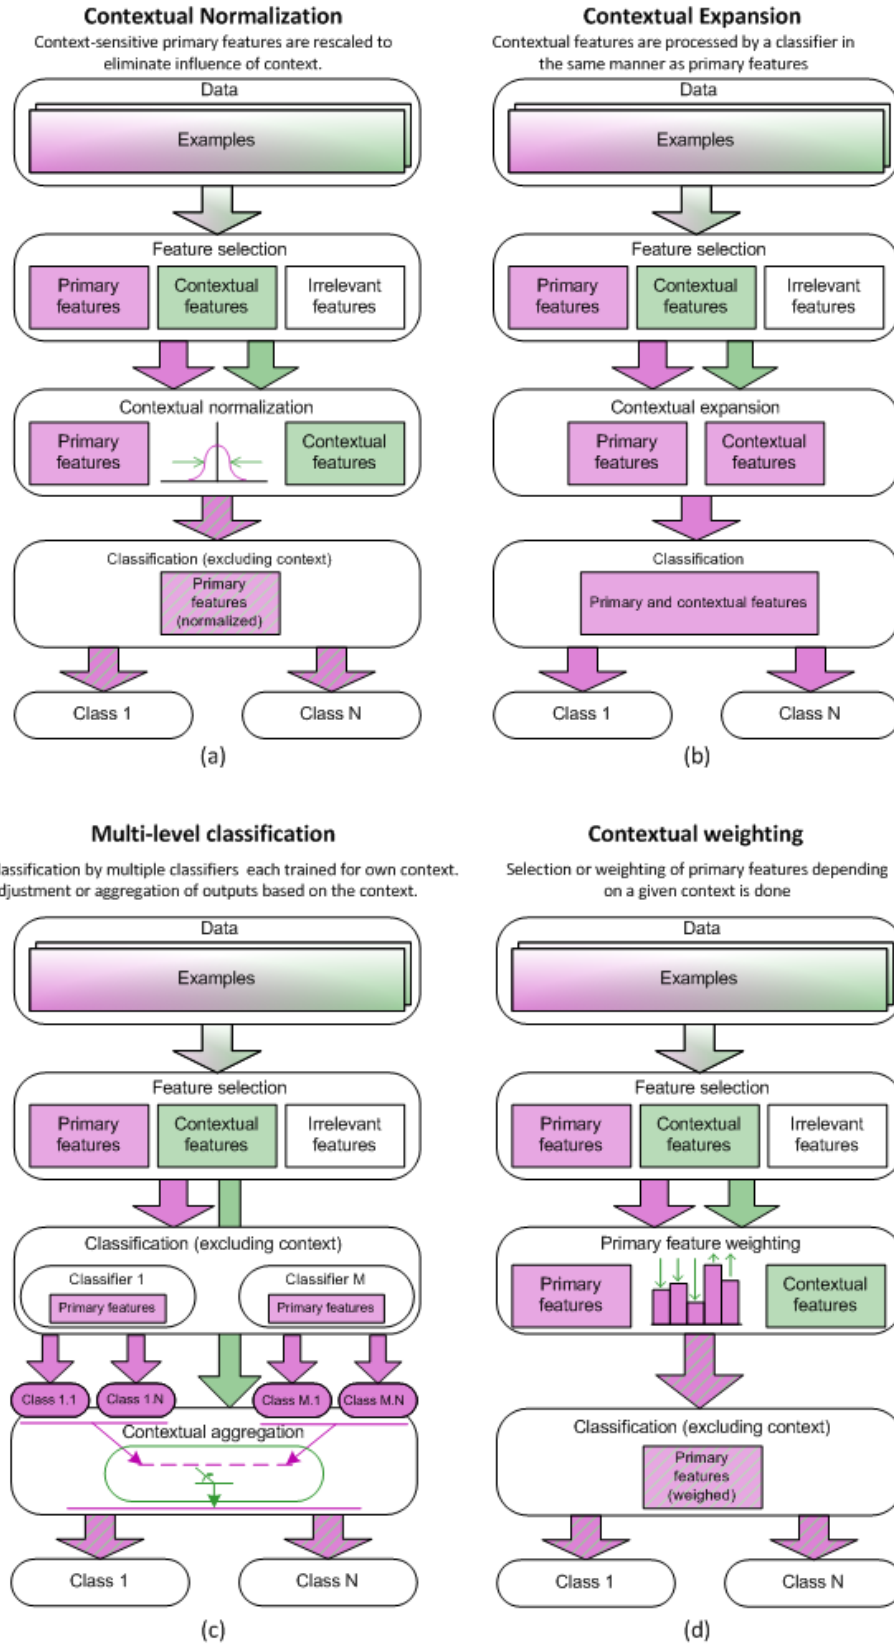 Contextual Normalization
Context-sensitive primary features are rescaled to
eliminate influence of context.
Data
Examples
Feature selection
Primary
features
Contextual
features
Irrelevant
features
Contextual normalization
Primary
features
Contextual
features
Classification (excluding context)
Primary
features
(normalized)
Class 1
Class N
(a)
Contextual Expansion
Contextual features are processed by a classifier in
the same manner as primary features
Data
Examples
Feature selection
Primary
features
Contextual
features
Irrelevant
features
Contextual expansion
Primary
features
Contextual
features
Classification
Primary and contextual features
Class 1
Class N
(b)
Multi-level classification
lassification by multiple classifiers each trained for own context.
djustment or aggregation of outputs based on the context.
Data
Examples
Feature selection
Primary
features
Contextual
features
Irrelevant
features
Classification (excluding context)
Classifier 1
Primary features
Classifier M
Primary features
Class 1.1
Class 1.N
Class M.1
Class M.N
Contextual aggregation
Class 1
Class N
(c)
Contextual weighting
Selection or weighting of primary features depending
on a given context is done
Data
Examples
Feature selection
Primary
features
Contextual
features
Irrelevant
features
Primary feature weighting
Primary
features
Contextual
features
Classification (excluding context)
Primary
features
(weighed)
Class 1
Class N
(d)